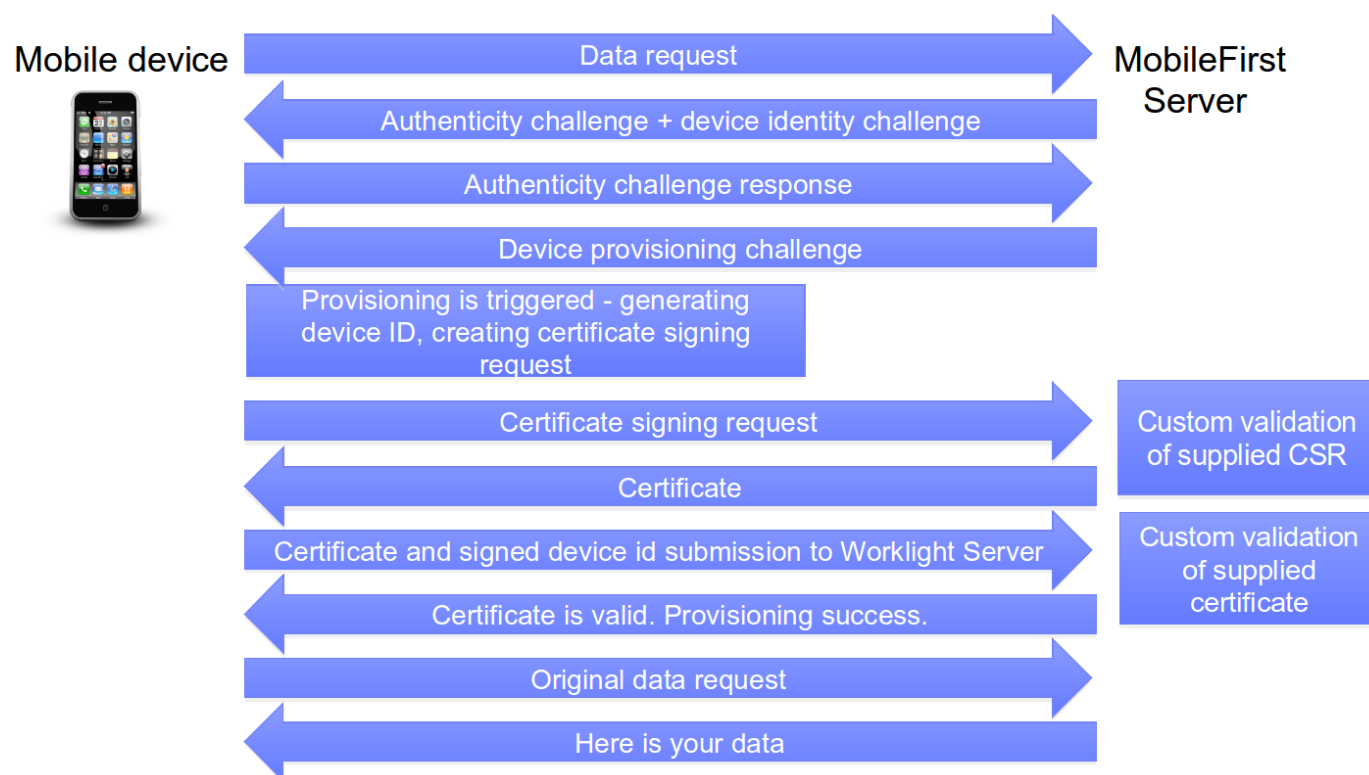 Data request
Mobile device
MobileFirst
Server
Authenticity challenge + device identity challenge
Authenticity challenge response
Device provisioning challenge
Provisioning is triggered - generating
device ID, creating certificate signing
request
Certificate signing request
Custom validation
of supplied CSR
Certificate
Certificate and signed device id submission to Worklight Server
Custom validation
of supplied
certificate
Certificate is valid. Provisioning success.
Original data request
Here is your data